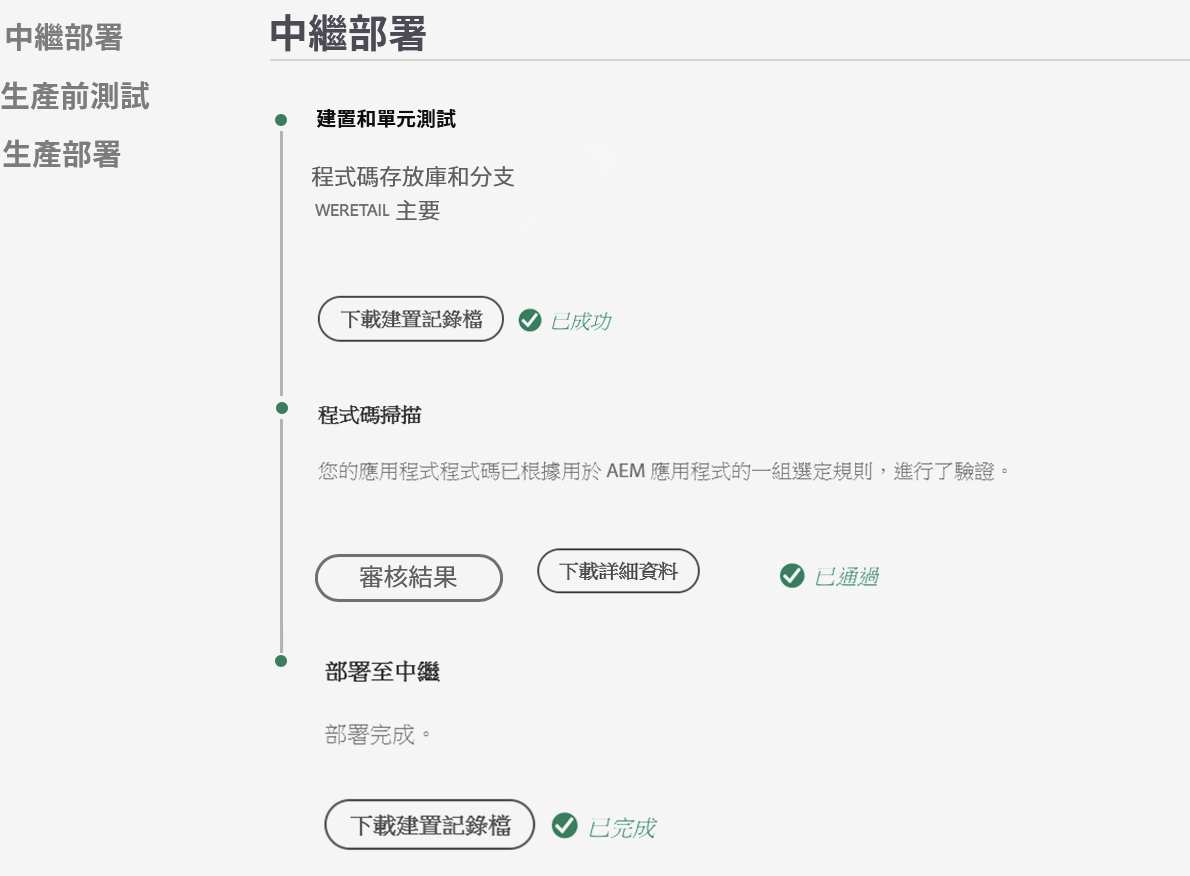 中繼部署
生產前測試
生產部署
中繼部署
建置和單元測試
程式碼存放庫和分支
WERETAIL 主要
下載建置記錄檔 已成功
程式碼掃描
您的應用程式程式碼已根據用於 AEM 應用程式的一組選定規則，進行了驗證。
審核結果 下載詳細資料 已通過
部署至中繼
部署完成。
下載建置記錄檔 已完成